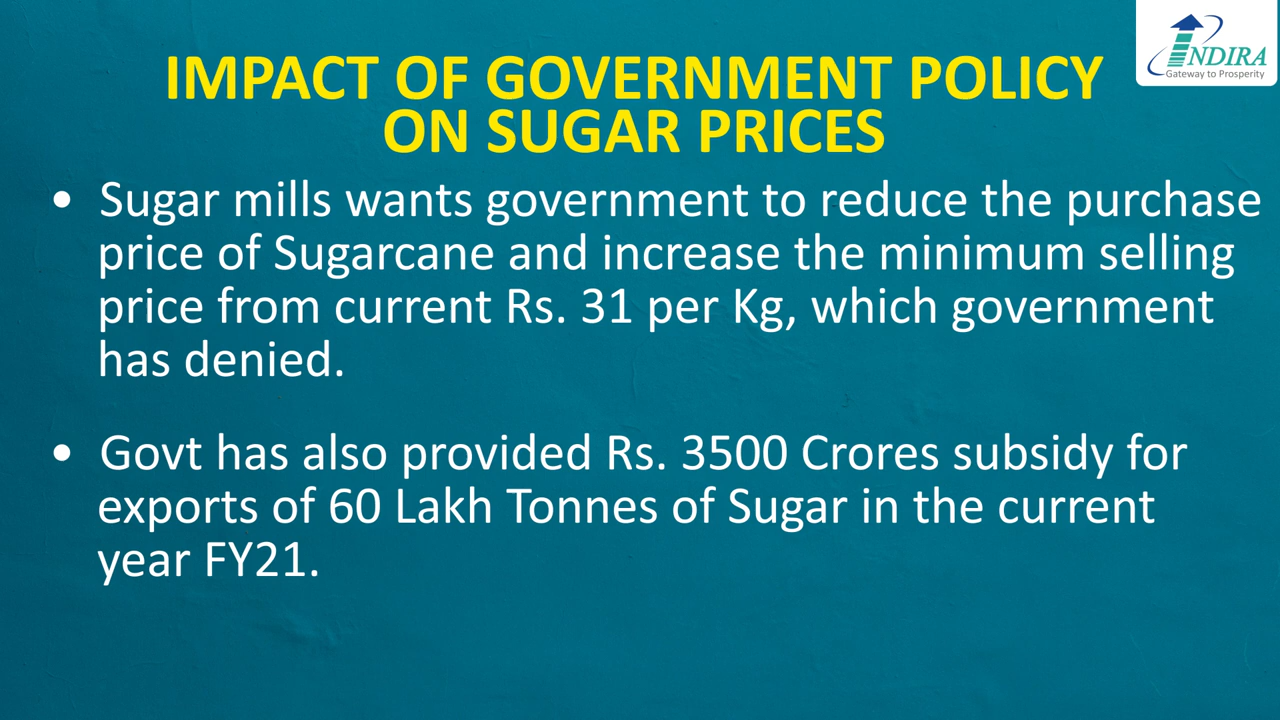 INDIRA
Gateway to Prosperity
IMPACT OF GOVERNMENT POLICY
ON SUGAR PRICES
• Sugar mills wants government to reduce the purchase
price of Sugarcane and increase the minimum selling
price from current Rs. 31 per Kg, which government
has denied.
• Govt has also provided Rs. 3500 Crores subsidy for
exports of 60 Lakh Tonnes of Sugar in the current
year FY21.